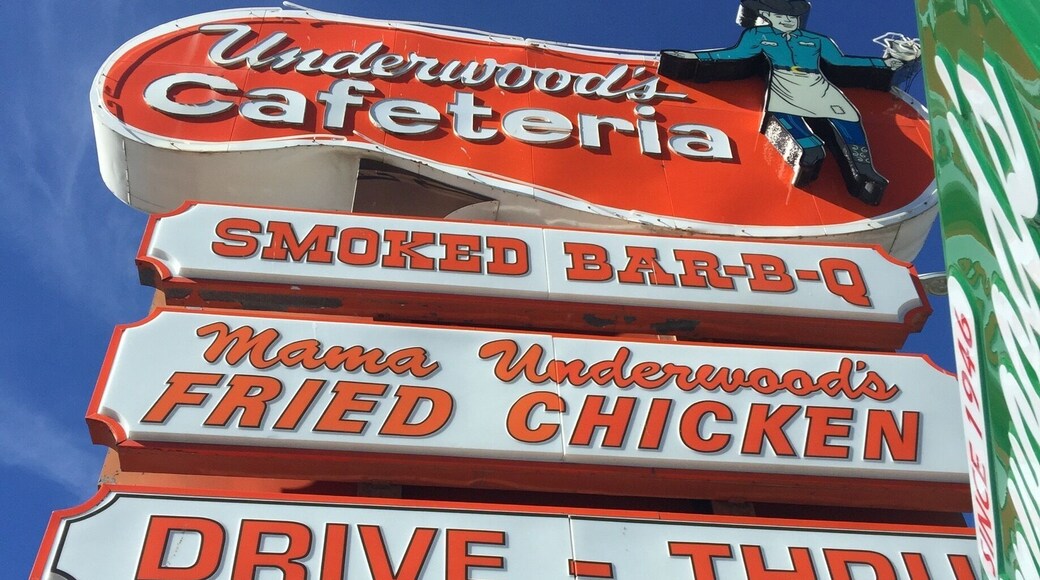 Underwood's
Cafeteria
SMOKED BAR-B-Q
Mama Underwood's
FRIED CHICKEN
DRIVE-THRU
SINCE 1946